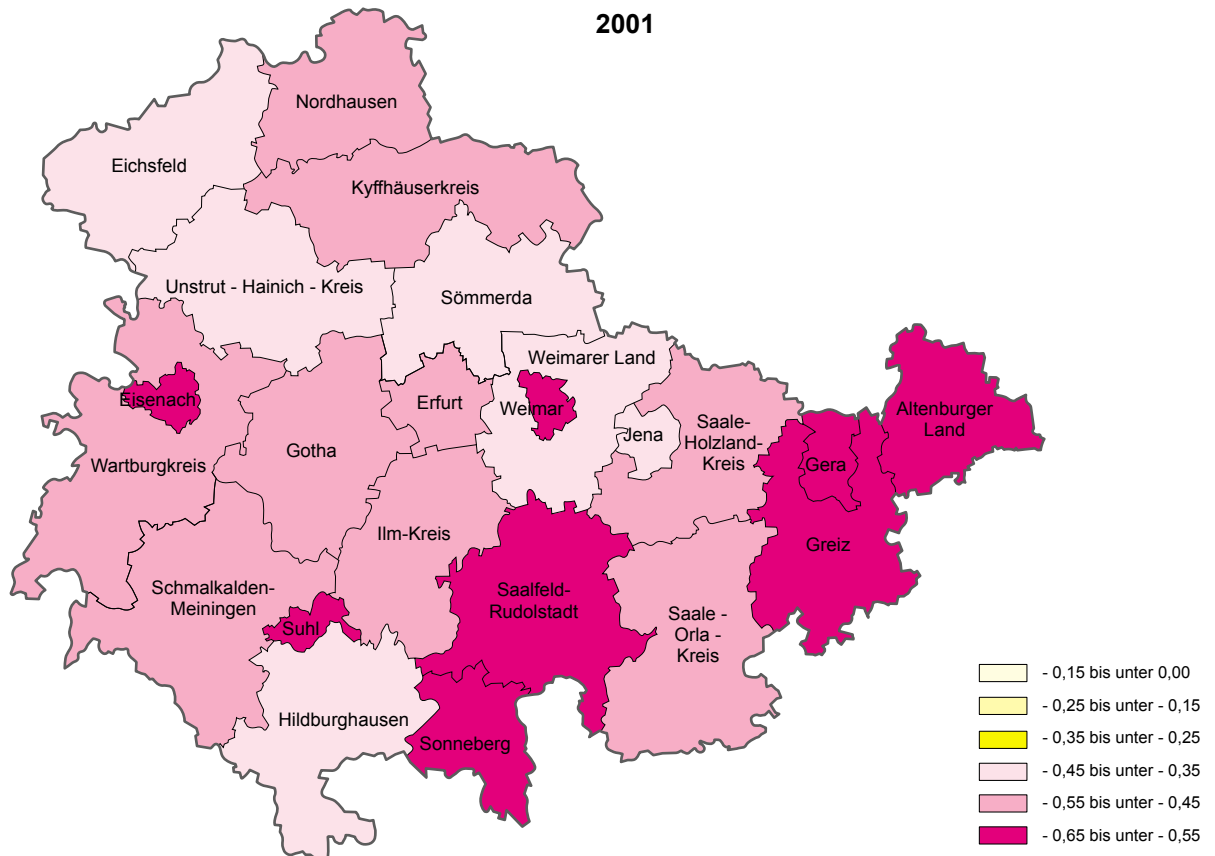 2001
Nordhausen
Eichsfeld
Kyffhäuserkreis
Unstrut - Hainich - Kreis
Sömmerda
Weimarer Land
Eisenach
Erfurt
Weimar
Jena
Saale-
Holzland-
Kreis
Altenburger
Land
Wartburgkreis
Gotha
Gera
Ilm-Kreis
Greiz
Schmalkalden-
Meiningen
Saalfeld-
Rudolstadt
Suhl
Saale -
Orla -
Kreis
Hildburghausen
Sonneberg
- 0,15 bis unter 0,00
- 0,25 bis unter - 0,15
- 0,35 bis unter - 0,25
- 0,45 bis unter - 0,35
- 0,55 bis unter - 0,45
- 0,65 bis unter - 0,55